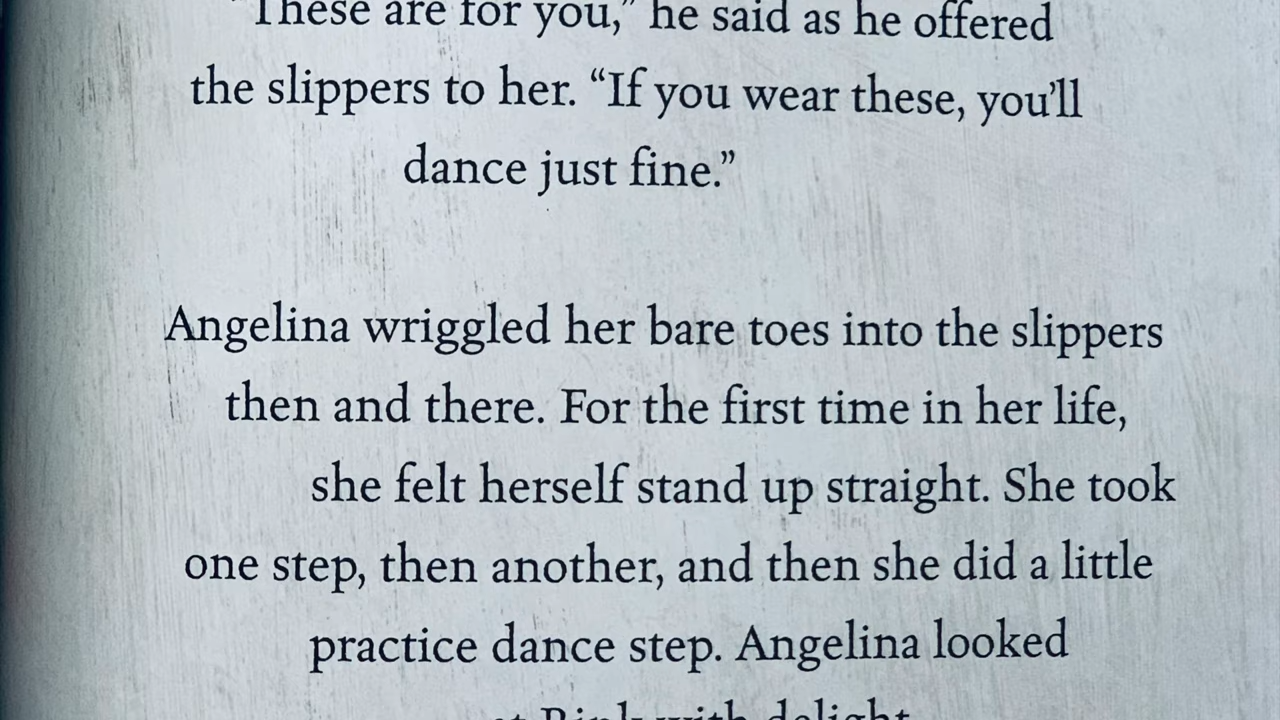 "These are for you," he said as he offered
the slippers to her. “If you wear these, you’ll
dance just fine.”
Angelina wriggled her bare toes into the slippers
then and there. For the first time in her life,
she felt herself stand up straight. She took
one step, then another, and then she did a little
practice dance step. Angelina looked
with delight